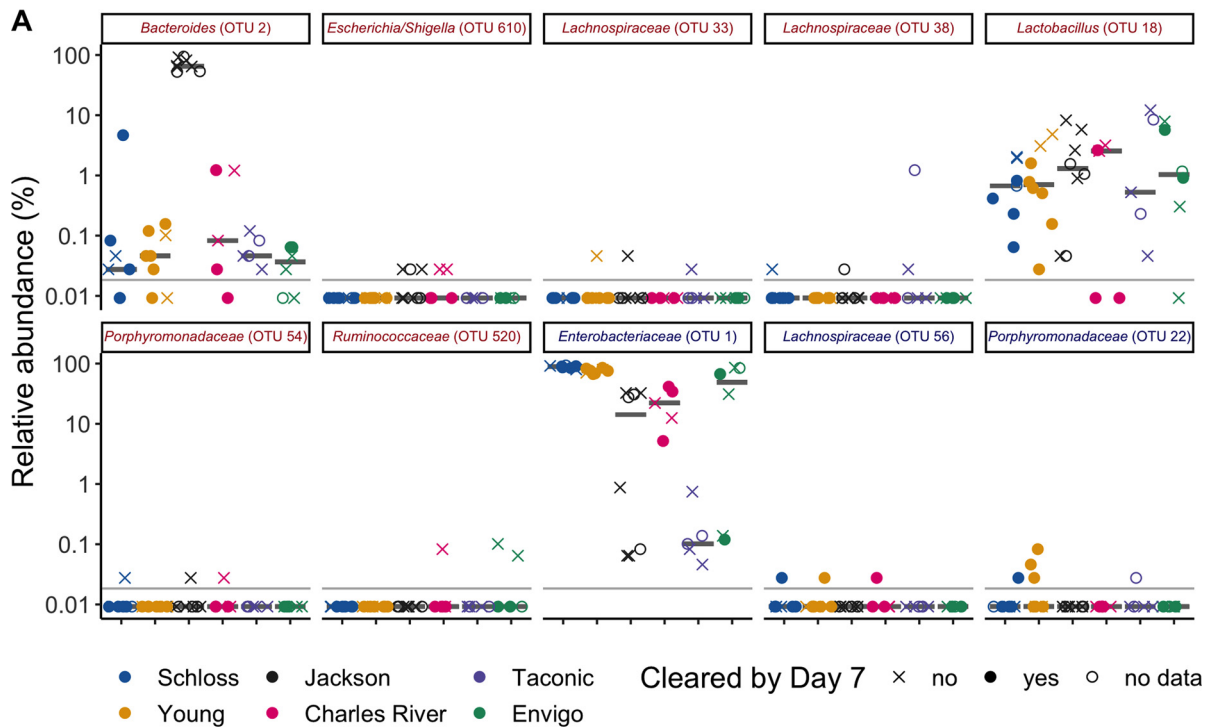 A
Bacteroides (OTU 2)
Escherichia/Shigella (OTU 610)
Lachnospiraceae (OTU 33)
Lachnospiraceae (OTU 38)
Lactobacillus (OTU 18)
100
10
1
0.1
0.01
Porphyromonadaceae (OTU 54)
Ruminococcaceae (OTU 520)
Enterobacteriaceae (OTU 1)
Lachnospiraceae (OTU 56)
Porphyromonadaceae (OTU 22)
100
10
1
0.1
0.01
Relative abundance (%)
Schloss Jackson Taconic Cleared by Day 7 no yes no data
Young Charles River Envigo